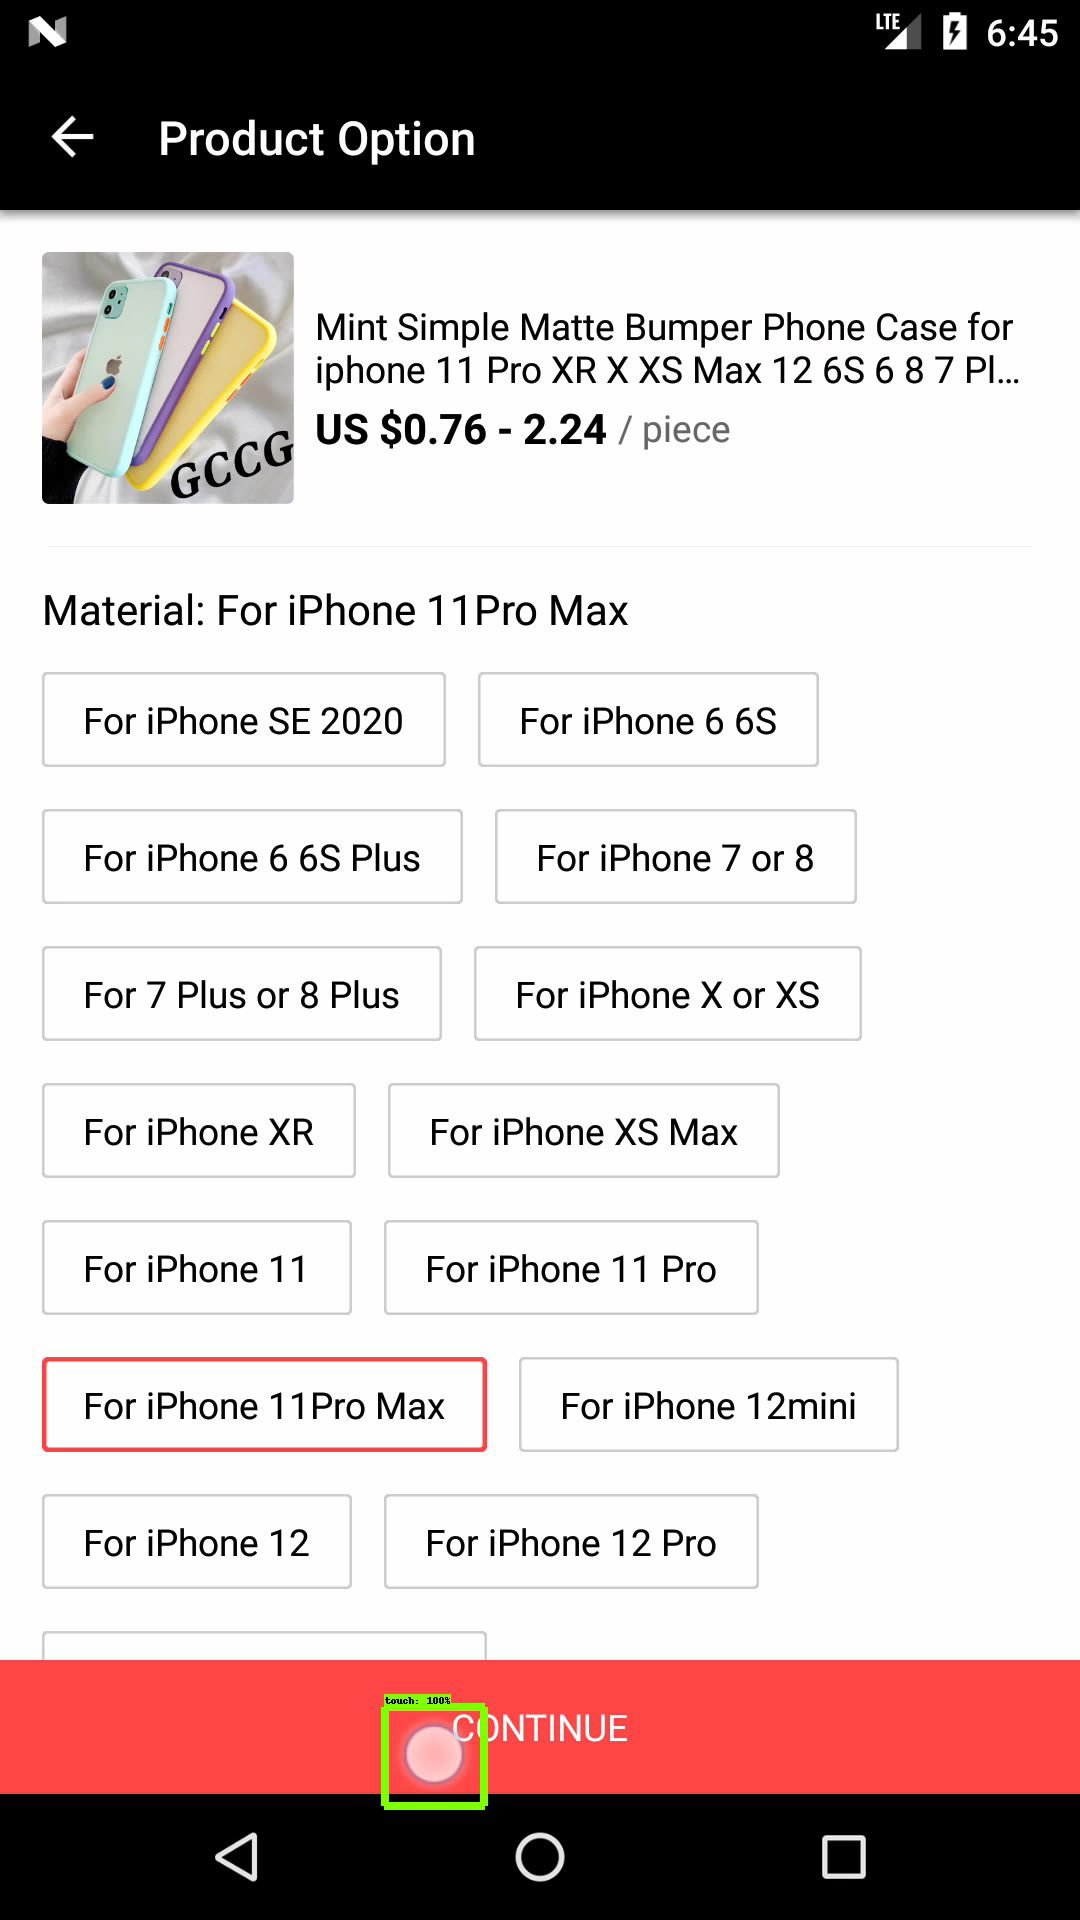 LTE 6:45
Product Option
GCCG
Mint Simple Matte Bumper Phone Case for
iphone 11 Pro XR X XS Max 12 6S 6 8 7 Pl...
US $0.76 - 2.24 / piece
Material: For iPhone 11Pro Max
For iPhone SE 2020
For iPhone 6 6S
For iPhone 6 6S Plus
For iPhone 7 or 8
For 7 Plus or 8 Plus
For iPhone X or XS
For iPhone XR
For iPhone XS Max
For iPhone 11
For iPhone 11 Pro
For iPhone 11Pro Max
For iPhone 12mini
For iPhone 12
For iPhone 12 Pro
touch: 100%
CONTINUE